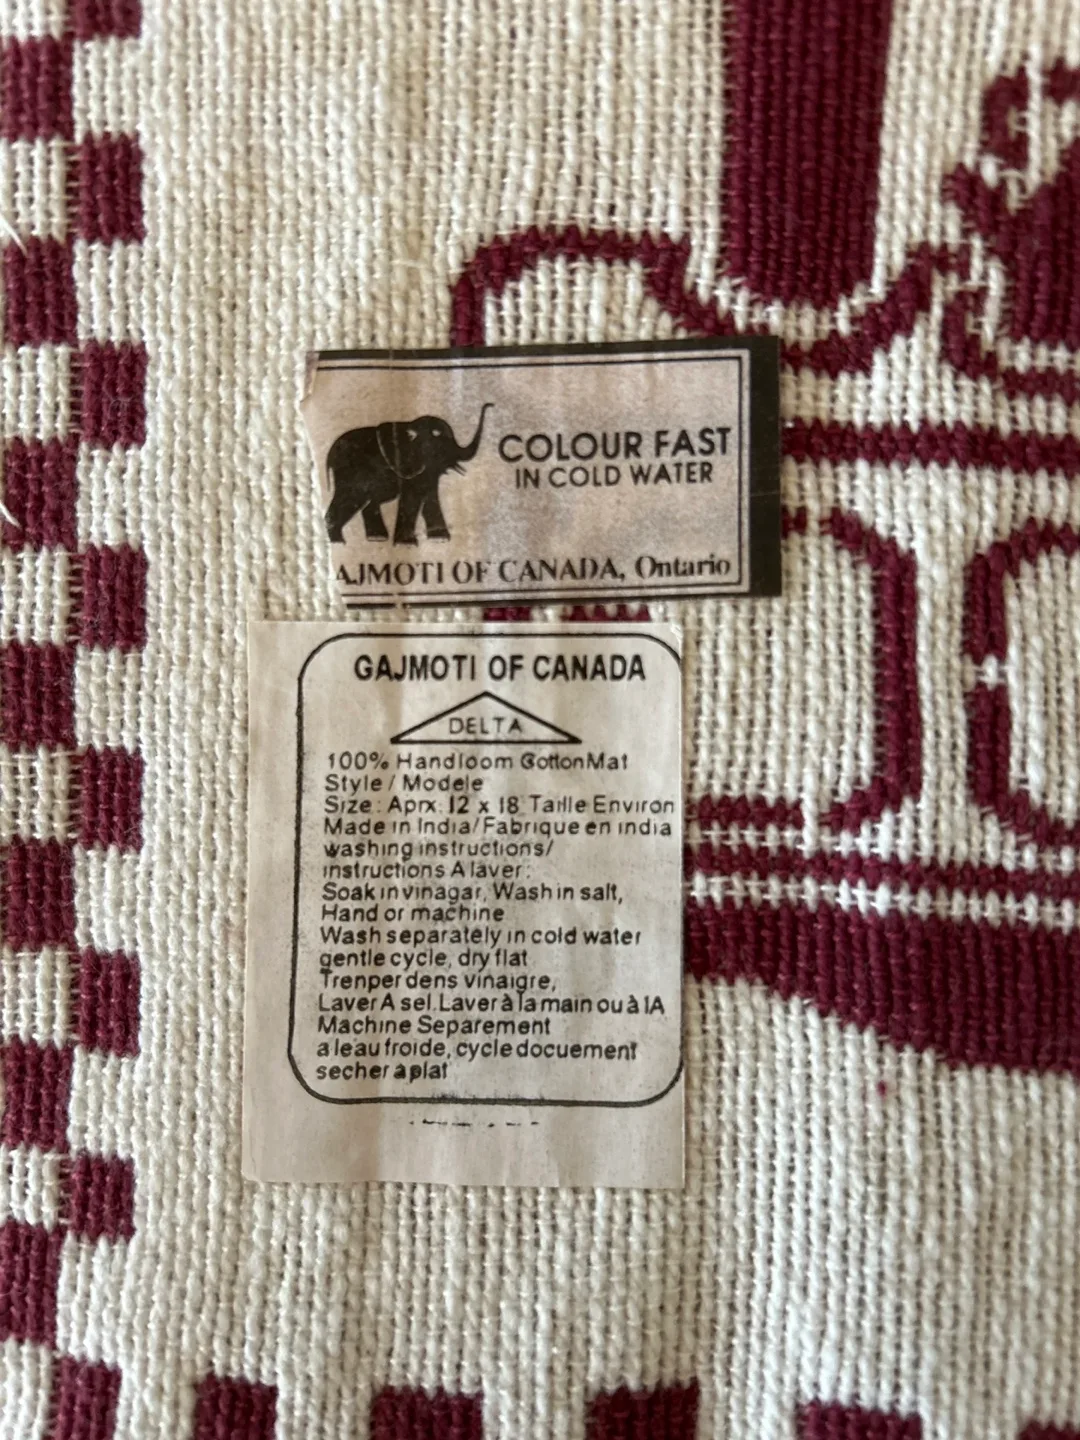 COLOUR FAST
IN COLD WATER
AJMOTI OF CANADA, Ontario
GAJMOTI OF CANADA
DELTA
100% Handloom CottonMat
Style / Modele
Size : Aprx. 12 x 18 Taille Environ
Made in India/Fabrique en india
washing instructions/
instructions A laver:
Soak in vinagar, Wash in salt,
Hand or machine
Wash separately in cold water
gentle cycle, dry flat
Trenper dens vinaigre,
Laver A sel. Laver à la main ou à lA
Machine Separement
a leau froide, cycle docuement
secher a plat